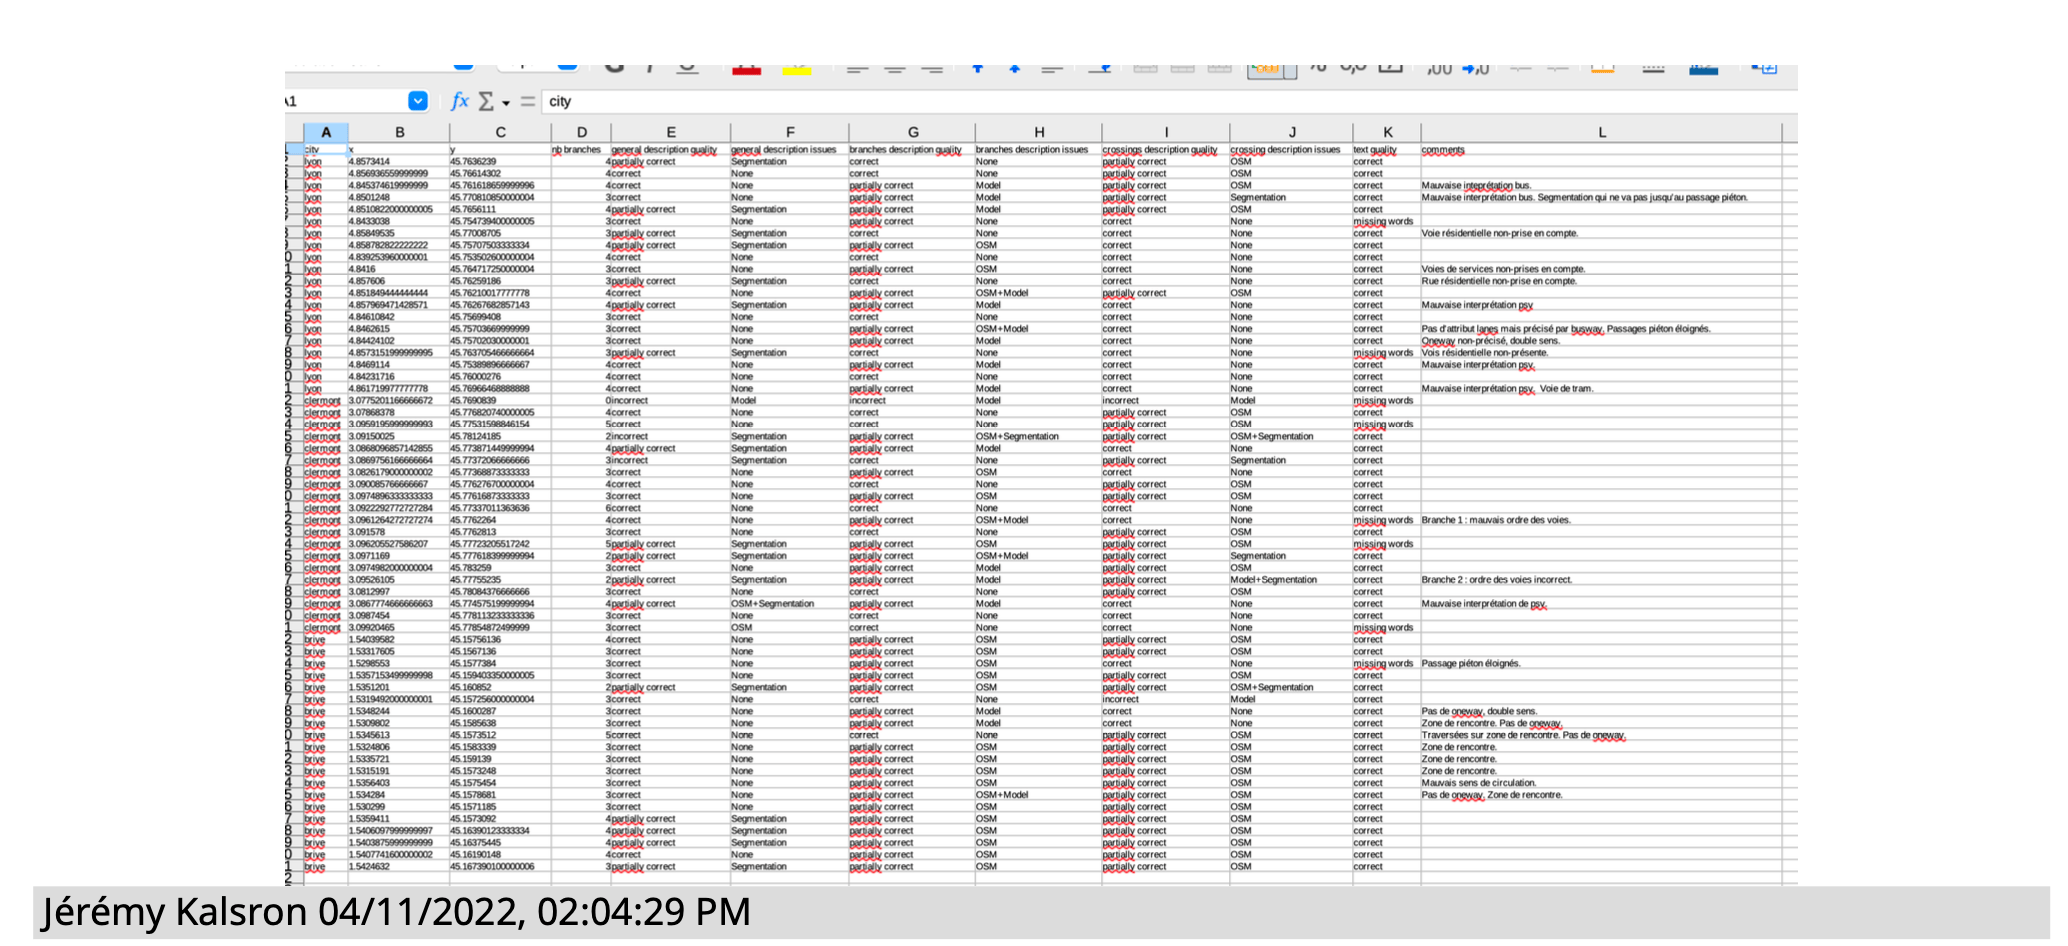 A1 fx Σ = city
A B C D E F G H I J K L
city x y nb branches general description quality general description issues branches description quality branches description issues crossings description quality crossing description issues text quality comments
lyon 4.8573414 45.7636239 4 partially correct Segmentation correct None partially correct OSM correct
lyon 4.856936559999999 45.76614302 4 correct None correct None partially correct OSM correct
lyon 4.845374619999999 45.761618659999996 4 correct None partially correct Model partially correct OSM correct Mauvaise inteprétation bus.
lyon 4.8501248 45.770810850000004 3 correct None partially correct Model partially correct Segmentation correct Mauvaise interprétation bus. Segmentation qui ne va pas jusqu'au passage piéton.
lyon 4.8510822000000005 45.7656111 4 partially correct Segmentation partially correct Model partially correct OSM correct
lyon 4.8433038 45.754739400000005 3 correct None partially correct None correct None missing words
lyon 4.85849535 45.77008705 3 partially correct Segmentation correct None correct None correct Voie résidentielle non-prise en compte.
lyon 4.858782822222222 45.75707503333334 4 partially correct Segmentation partially correct OSM correct None correct
lyon 4.839253960000001 45.753502600000004 4 correct None correct None correct None correct
lyon 4.8416 45.764717250000004 3 correct None partially correct OSM correct None correct Voies de services non-prises en compte.
lyon 4.857606 45.76259186 3 partially correct Segmentation correct None correct None correct Rue résidentielle non-prise en compte.
lyon 4.851849444444444 45.76210017777778 4 correct None partially correct OSM+Model partially correct OSM correct
lyon 4.857969471428571 45.76267682857143 4 partially correct Segmentation partially correct Model correct None correct Mauvaise interprétation psy
lyon 4.84610842 45.75699408 3 correct None correct None correct None correct
lyon 4.8462615 45.75703669999999 3 correct None partially correct OSM+Model correct None correct Pas d'attribut lanes mais précisé par busway. Passages piéton éloignés.
lyon 4.84424102 45.75702030000001 3 correct None partially correct Model correct None correct Oneway non-précisé, double sens.
lyon 4.8573151999999995 45.763705466666664 3 partially correct Segmentation correct None correct None missing words Vois résidentielle non-présente.
lyon 4.8469114 45.75389896666667 4 correct None partially correct Model correct None correct Mauvaise interprétation psy.
lyon 4.84231716 45.76000276 4 correct None correct None correct None correct
lyon 4.861719977777778 45.76966468888888 4 correct None partially correct Model correct None correct Mauvaise interprétation psy. Voie de tram.
clermont 3.0775201166666672 45.7690839 0 incorrect Model incorrect None incorrect Model missing words
clermont 3.07868378 45.776820740000005 4 correct None correct None partially correct OSM correct
clermont 3.0959195999999993 45.77531598846154 5 correct None correct None partially correct OSM missing words
clermont 3.09150025 45.78124185 2 incorrect Segmentation partially correct OSM+Segmentation partially correct OSM+Segmentation correct
clermont 3.0868096857142855 45.773871449999994 4 partially correct Segmentation partially correct Model correct None correct
clermont 3.0869756166666664 45.77372066666666 3 incorrect Segmentation correct None partially correct Segmentation correct
clermont 3.0826179000000002 45.77368873333333 3 correct None partially correct OSM correct None correct
clermont 3.090085766666667 45.776276700000004 4 correct None correct None partially correct OSM correct
clermont 3.0974896333333333 45.77616873333333 3 correct None partially correct OSM partially correct OSM correct
clermont 3.0922292772727284 45.77337011363636 6 correct None correct None correct None correct
clermont 3.0961264272727274 45.7762264 4 correct None partially correct OSM+Model correct None missing words Branche 1 : mauvais ordre des voies.
clermont 3.091578 45.7762813 3 correct None correct None partially correct OSM correct
clermont 3.096205527586207 45.77723205517242 5 partially correct Segmentation partially correct OSM partially correct OSM missing words
clermont 3.0971169 45.777618399999994 2 partially correct Segmentation partially correct OSM+Model partially correct Segmentation correct
clermont 3.0974982000000004 45.783259 3 correct None partially correct Model partially correct OSM correct
clermont 3.09526105 45.77755235 2 partially correct Segmentation partially correct Model partially correct Model+Segmentation correct Branche 2 : ordre des voies incorrect.
clermont 3.0812997 45.78084376666666 3 correct None correct None partially correct OSM correct
clermont 3.0867774666666663 45.774575199999994 4 partially correct OSM+Segmentation partially correct Model correct None correct Mauvaise interprétation de psy.
clermont 3.0987454 45.778113233333336 3 correct None correct None correct None correct
clermont 3.09920465 45.77854872499999 3 correct OSM correct None correct None missing words
brive 1.54039582 45.15756136 4 correct None partially correct OSM partially correct OSM correct
brive 1.53317605 45.1567136 3 correct None partially correct OSM partially correct OSM correct
brive 1.5298553 45.1577384 3 correct None partially correct OSM correct None missing words Passage piéton éloignés.
brive 1.5357153499999998 45.159403350000005 3 correct None partially correct OSM partially correct OSM correct
brive 1.5351201 45.160852 2 partially correct Segmentation partially correct OSM partially correct OSM+Segmentation correct
brive 1.5319492000000001 45.157256000000004 3 correct None correct None incorrect Model correct
brive 1.5348244 45.1600287 3 correct None partially correct Model correct None correct Pas de oneway, double sens.
brive 1.5309802 45.1585638 3 correct None partially correct Model correct None correct Zone de rencontre. Pas de oneway.
brive 1.5345613 45.1573512 5 correct None correct None partially correct OSM correct Traversées sur zone de rencontre. Pas de oneway.
brive 1.5324806 45.1583339 3 correct None partially correct OSM partially correct OSM correct Zone de rencontre.
brive 1.5335721 45.159139 3 correct None partially correct OSM partially correct OSM correct Zone de rencontre.
brive 1.5315191 45.1573248 3 correct None partially correct OSM partially correct OSM correct Zone de rencontre.
brive 1.5356403 45.1575454 3 correct None partially correct OSM partially correct OSM correct Mauvais sens de circulation.
brive 1.534284 45.1578681 3 correct None partially correct OSM+Model partially correct OSM correct Pas de oneway, Zone de rencontre.
brive 1.530299 45.1571185 3 correct None partially correct OSM partially correct OSM correct
brive 1.5359411 45.1573092 4 partially correct Segmentation partially correct OSM partially correct OSM correct
brive 1.5406097999999997 45.16390123333334 4 partially correct Segmentation partially correct OSM partially correct OSM correct
brive 1.5403875999999999 45.16375445 4 partially correct Segmentation partially correct OSM partially correct OSM correct
brive 1.5407741600000002 45.16190148 4 correct None partially correct OSM partially correct OSM correct
brive 1.5424632 45.167390100000006 3 partially correct Segmentation partially correct OSM partially correct OSM correct
Jérémy Kalsron 04/11/2022, 02:04:29 PM